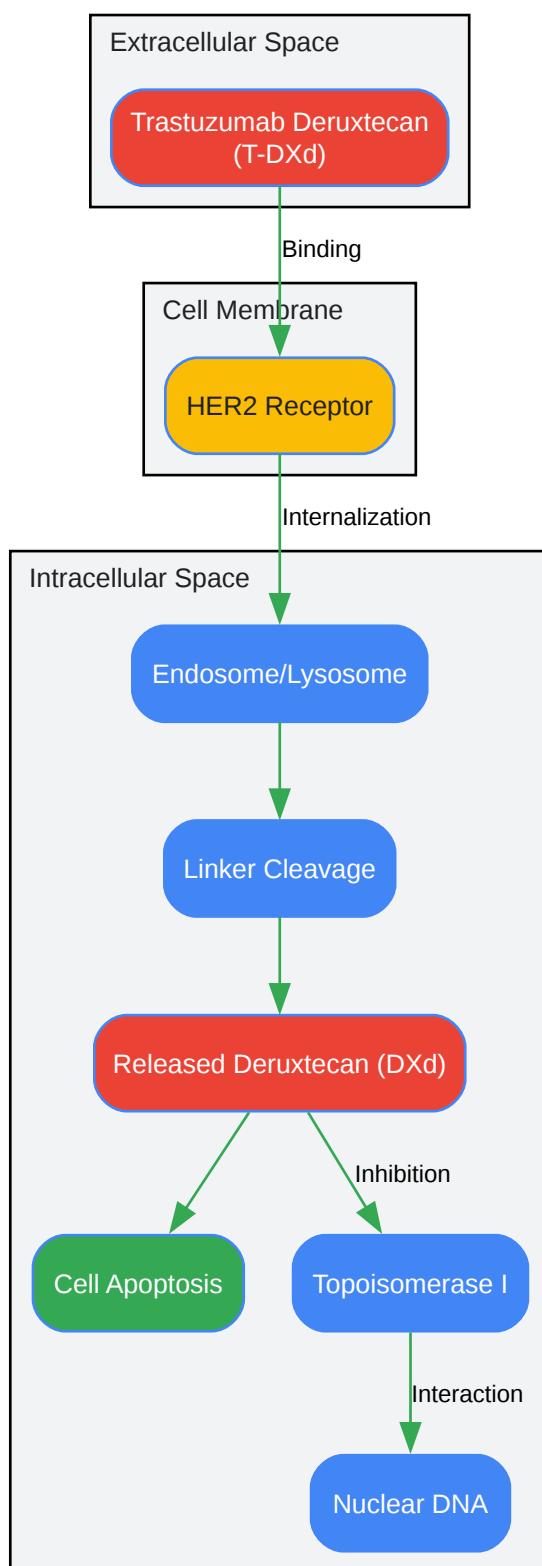 Extracellular Space
Trastuzumab Deruxtecan
(T-DXd)
Binding
Cell Membrane
HER2 Receptor
Internalization
Intracellular Space
Endosome/Lysosome
Linker Cleavage
Released Deruxtecan (DXd)
Inhibition
Cell Apoptosis
Topoisomerase I
Interaction
Nuclear DNA